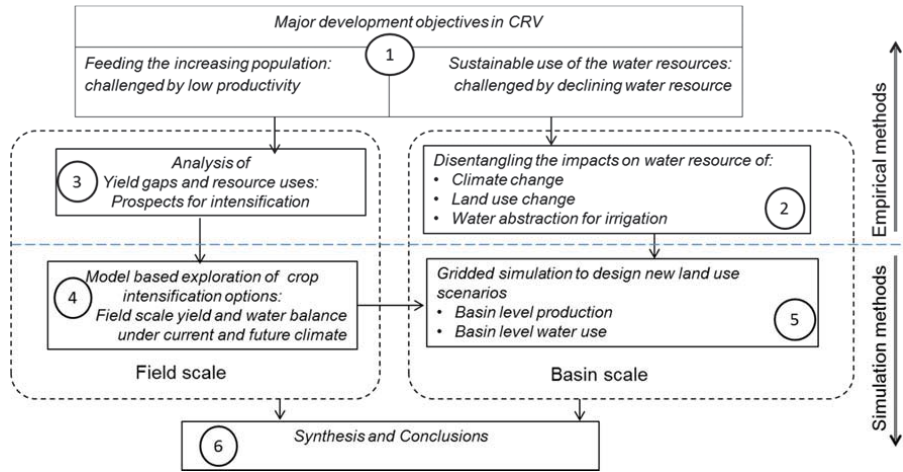 Major development objectives in CRV
1
Feeding the increasing population:
challenged by low productivity
Sustainable use of the water resources:
challenged by declining water resource
3
Analysis of
Yield gaps and resource uses:
Prospects for intensification
Disentangling the impacts on water resource of:
• Climate change
• Land use change
• Water abstraction for irrigation
2
4
Model based exploration of crop
intensification options:
Field scale yield and water balance
under current and future climate
Gridded simulation to design new land use
scenarios
• Basin level production
• Basin level water use
5
Field scale
Basin scale
6
Synthesis and Conclusions
Empirical methods
Simulation methods